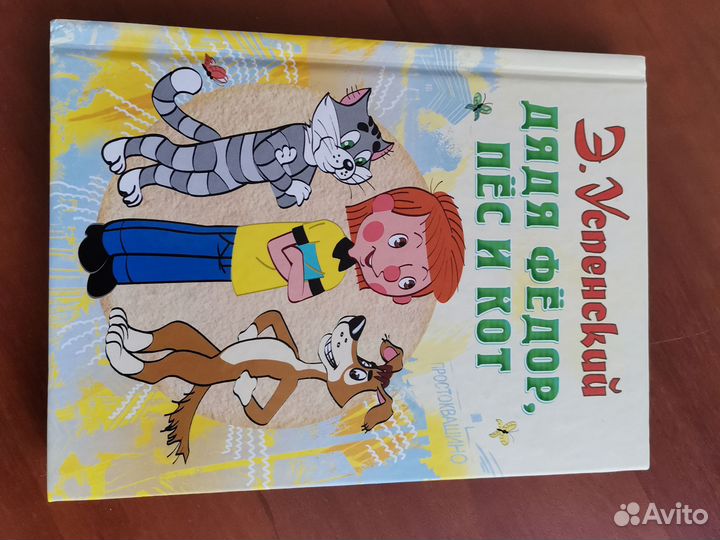 Э. Успенский
ДЯДЯ ФЁДОР,
ПЁС И КОТ
ПРОСТОКВАШИНО
Avito